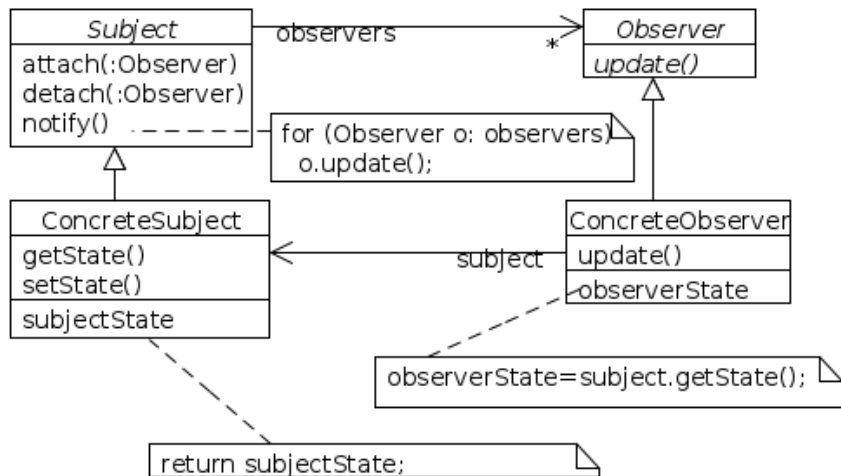 Subject
attach(:Observer)
detach(:Observer)
notify()
observers
*
Observer
update()
for (Observer o: observers)
o.update();
ConcreteSubject
getState()
setState()
subjectState
subject
ConcreteObserver
update()
observerState
observerState=subject.getState();
return subjectState;